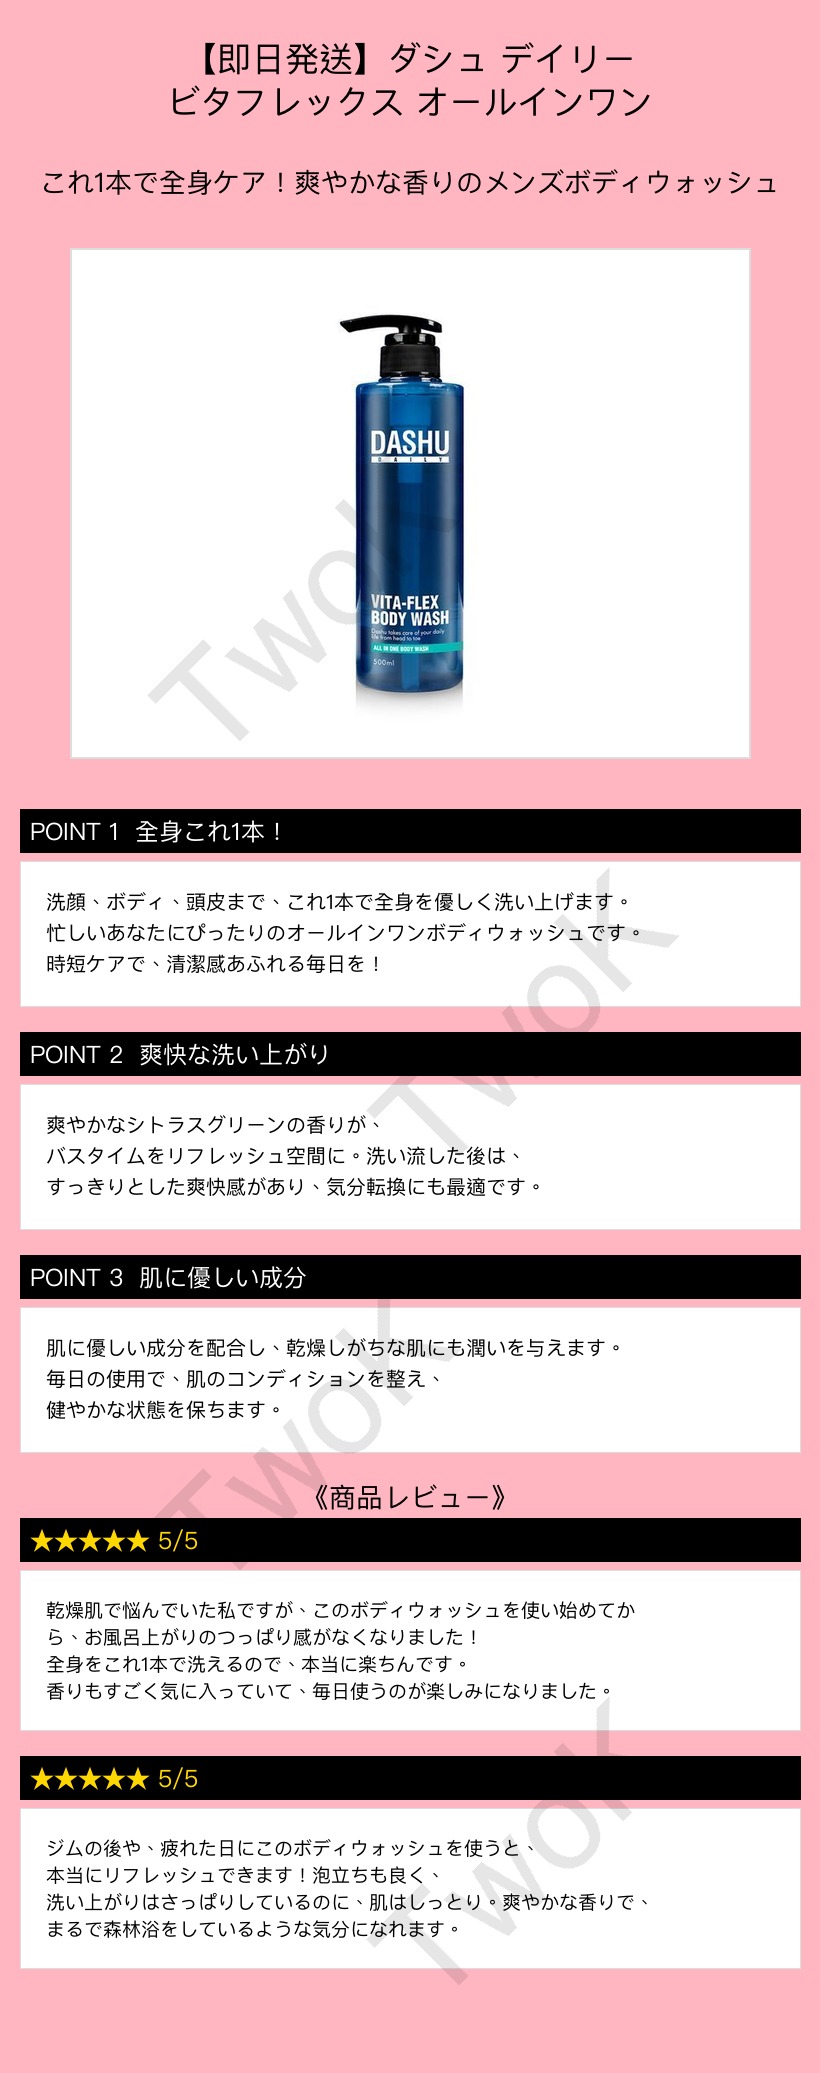 【即日発送】ダシュ デイリー
ビタフレックス オールインワン
これ1本で全身ケア！爽やかな香りのメンズボディウォッシュ
DASHU
DAILY
VITA-FLEX
BODY WASH
Dashu takes care of your daily
life from head to toe
ALL IN ONE BODY WASH
500ml
TwoK
POINT 1 全身これ1本！
洗顔、ボディ、頭皮まで、これ1本で全身を優しく洗い上げます。
忙しいあなたにぴったりのオールインワンボディウォッシュです。
時短ケアで、清潔感あふれる毎日を！
TwoK
POINT 2 爽快な洗い上がり
爽やかなシトラスグリーンの香りが、
バスタイムをリフレッシュ空間に。洗い流した後は、
すっきりとした爽快感があり、気分転換にも最適です。
POINT 3 肌に優しい成分
肌に優しい成分を配合し、乾燥しがちな肌にも潤いを与えます。
毎日の使用で、肌のコンディションを整え、
健やかな状態を保ちます。
TwoK
《商品レビュー》
★★★★★ 5/5
乾燥肌で悩んでいた私ですが、このボディウォッシュを使い始めてか
ら、お風呂上がりのつっぱり感がなくなりました！
全身をこれ1本で洗えるので、本当に楽ちんです。
香りもすごく気に入っていて、毎日使うのが楽しみになりました。
★★★★★ 5/5
ジムの後や、疲れた日にこのボディウォッシュを使うと、
本当にリフレッシュできます！泡立ちも良く、
洗い上がりはさっぱりしているのに、肌はしっとり。爽やかな香りで、
まるで森林浴をしているような気分になれます。
TwoK